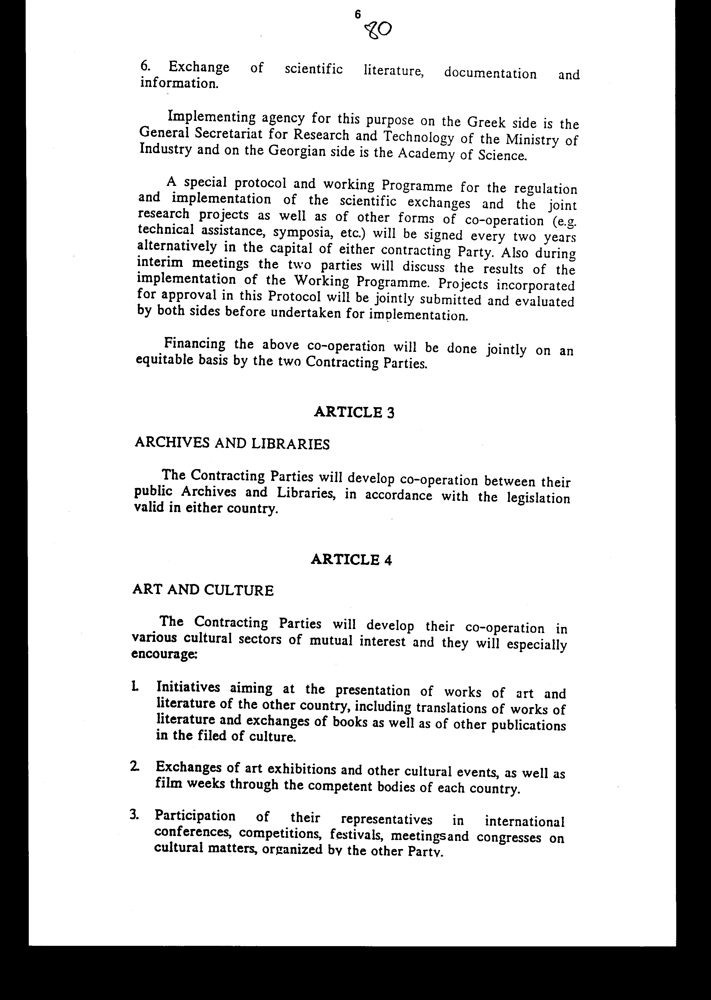 6
80
6. Exchange of scientific literature, documentation and
information.
Implementing agency for this purpose on the Greek side is the
General Secretariat for Research and Technology of the Ministry of
Industry and on the Georgian side is the Academy of Science.
A special protocol and working Programme for the regulation
and implementation of the scientific exchanges and the joint
research projects as well as of other forms of co-operation (e.g.
technical assistance, symposia, etc.) will be signed every two years
alternatively in the capital of either contracting Party. Also during
interim meetings the two parties will discuss the results of the
implementation of the Working Programme. Projects incorporated
for approval in this Protocol will be jointly submitted and evaluated
by both sides before undertaken for implementation.
Financing the above co-operation will be done jointly on an
equitable basis by the two Contracting Parties.
ARTICLE 3
ARCHIVES AND LIBRARIES
The Contracting Parties will develop co-operation between their
public Archives and Libraries, in accordance with the legislation
valid in either country.
ARTICLE 4
ART AND CULTURE
The Contracting Parties will develop their co-operation in
various cultural sectors of mutual interest and they will especially
encourage:
1. Initiatives aiming at the presentation of works of art and
literature of the other country, including translations of works of
literature and exchanges of books as well as of other publications
in the filed of culture.
2. Exchanges of art exhibitions and other cultural events, as well as
film weeks through the competent bodies of each country.
3. Participation of their representatives in international
conferences, competitions, festivals, meetingsand congresses on
cultural matters, organized by the other Party.